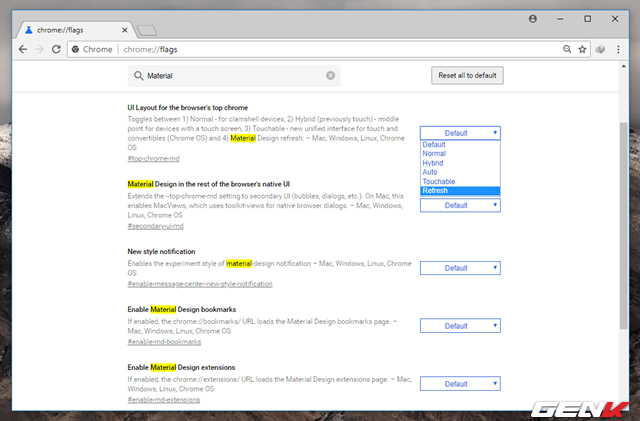 chrome://flags
Chrome | chrome://flags
Material
Reset all to default
UI Layout for the browser's top chrome
Toggles between 1) Normal - for clamshell devices, 2) Hybrid (previously touch) - middle
point for devices with a touch screen, 3) Touchable - new unified interface for touch and
convertibles (Chrome OS) and 4) Material Design refresh. – Mac, Windows, Linux, Chrome
OS
#top-chrome-md
Default
Default
Normal
Hybrid
Auto
Touchable
Refresh
Material Design in the rest of the browser's native UI
Extends the --top-chrome-md setting to secondary UI (bubbles, dialogs, etc.). On Mac, this
enables MacViews, which uses toolkit-views for native browser dialogs. – Mac, Windows,
Linux, Chrome OS
#secondary-ui-md
Default
New style notification
Enables the experiment style of material-design notification – Mac, Windows, Linux, Chrome
OS
#enable-message-center-new-style-notification
Default
Enable Material Design bookmarks
If enabled, the chrome://bookmarks/ URL loads the Material Design bookmarks page. –
Mac, Windows, Linux, Chrome OS
#enable-md-bookmarks
Default
Enable Material Design extensions
If enabled, the chrome://extensions/ URL loads the Material Design extensions page. – Mac,
Windows, Linux, Chrome OS
#enable-md-extensions
Default
GENK